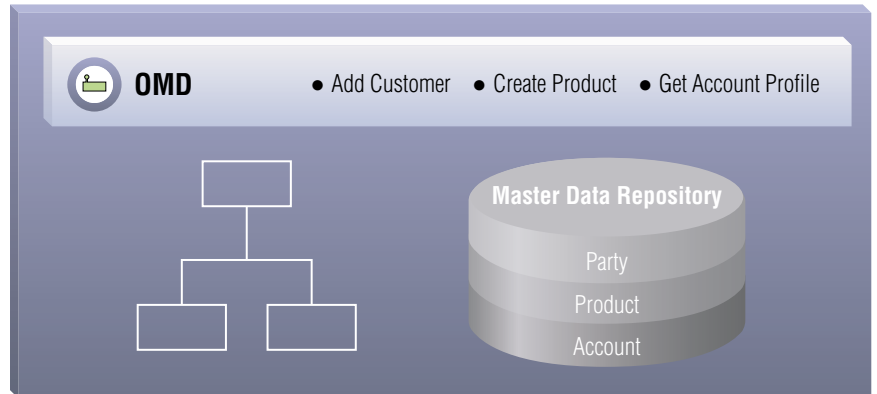 OMD ● Add Customer ● Create Product ● Get Account Profile
Master Data Repository
Party
Product
Account